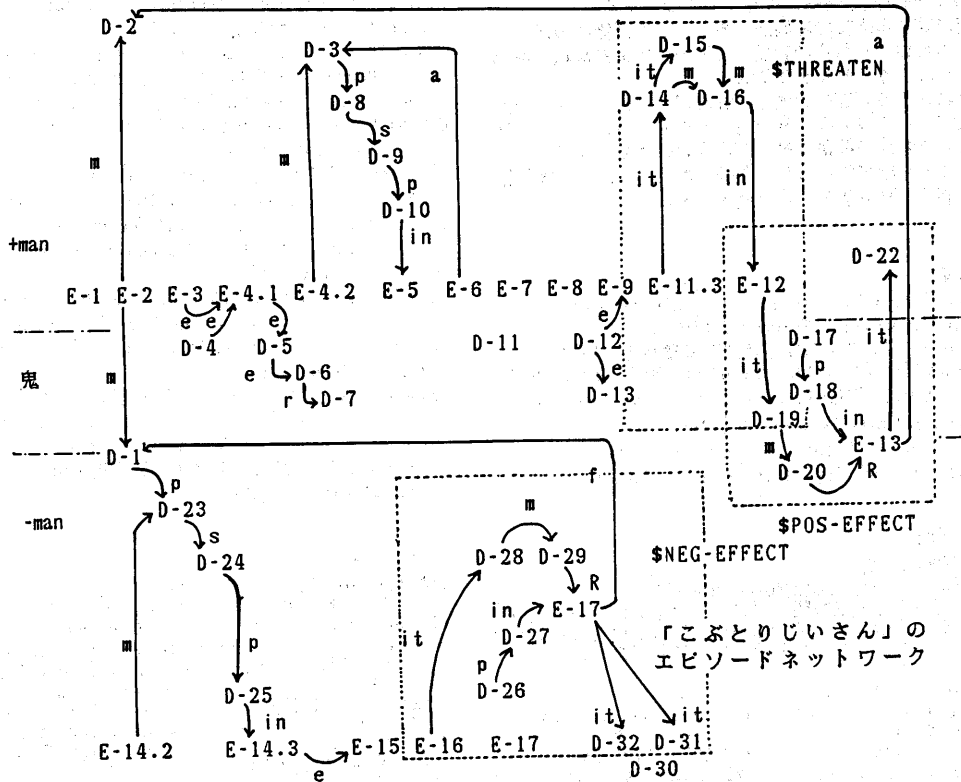 D-2
D-3 a D-15 a
p it m m $THREATEN
D-8 D-14 D-16
s
m m D-9 it in
p
D-10
+man in D-22
E-1 E-2 E-3 E-4.1 E-4.2 E-5 E-6 E-7 E-8 E-9 E-11.3 E-12
e e e e
D-4 D-5 D-11 D-12 D-17 it
鬼 m e D-6 e it p
r D-7 D-13 D-18
D-19 in
D-1 m E-13
p f D-20 R
-man D-23 m $POS-EFFECT
s D-28 D-29 $NEG-EFFECT
D-24 R
in E-17
m p it D-27 「こぶとりじいさん」の
p エピソードネットワーク
D-25 D-26
in it it
E-14.2 E-14.3 E-15 E-16 E-17 D-32 D-31
e D-30